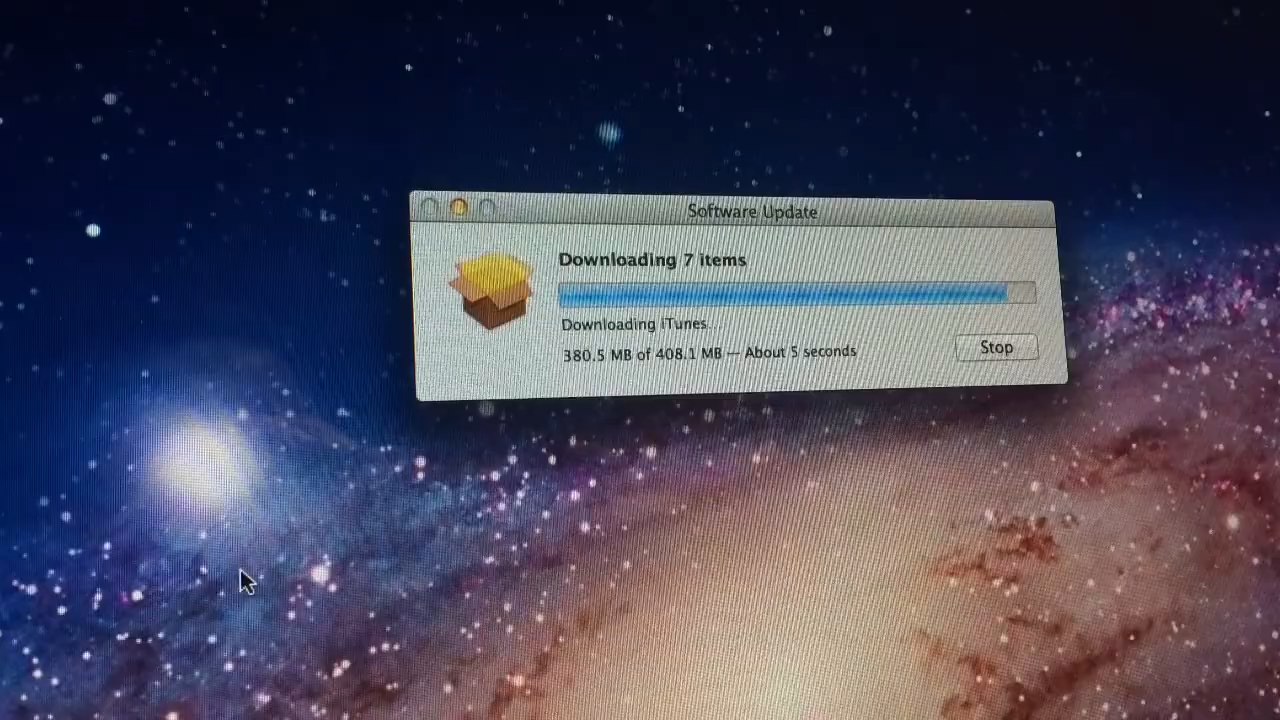 Software Update
Downloading 7 items
Downloading iTunes...
380.5 MB of 408.1 MB — About 5 seconds
Stop